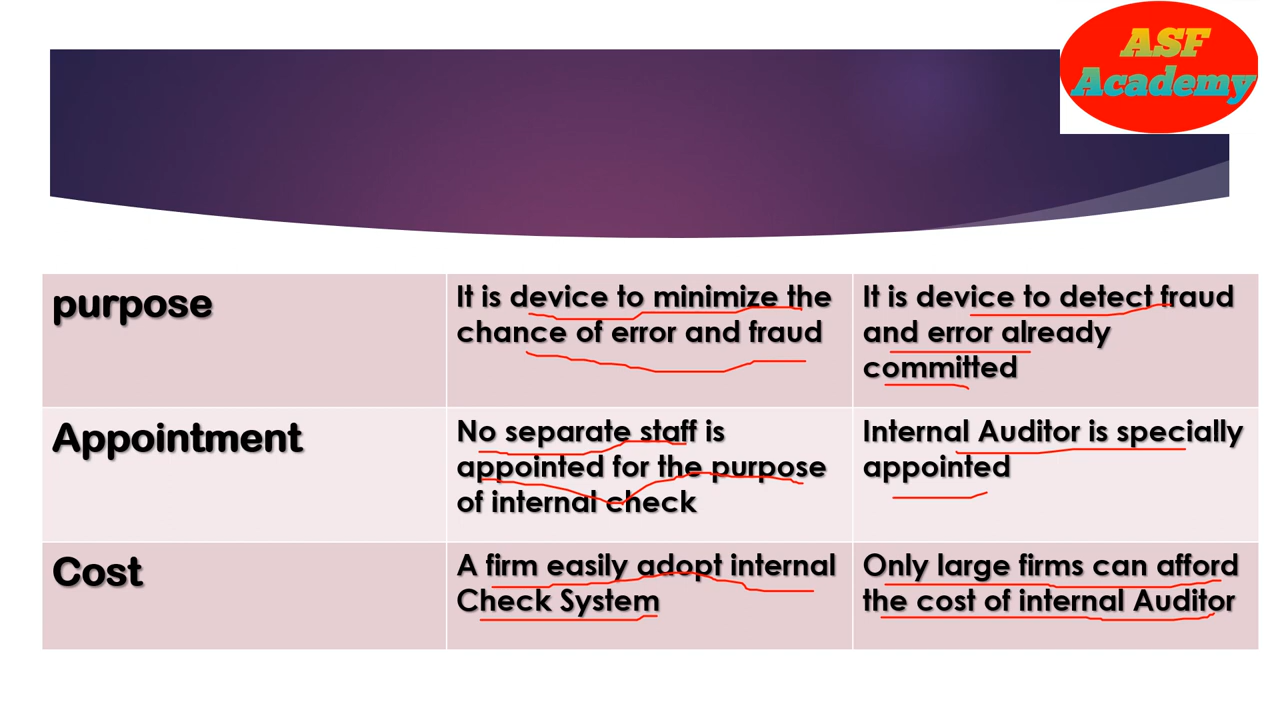 ASF
Academy
purpose
It is device to minimize the
chance of error and fraud
It is device to detect fraud
and error already
committed
Appointment
No separate staff is
appointed for the purpose
of internal check
Internal Auditor is specially
appointed
Cost
A firm easily adopt internal
Check System
Only large firms can afford
the cost of internal Auditor